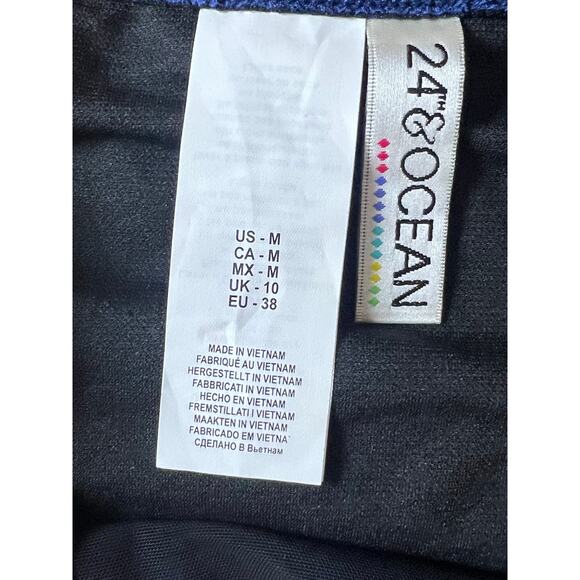 US - M
CA - M
MX - M
UK - 10
EU - 38
MADE IN VIETNAM
FABRIQUÉ AU VIETNAM
HERGESTELLT IN VIETNAM
FABBRICATI IN VIETNAM
HECHO EN VIETNAM
FREMSTILLATI I VIETNAM
MAAKTEN IN VIETNAM
FABRICADO EM VIETNA
СДЕЛАНО В Вьетнам
24™&OCEAN